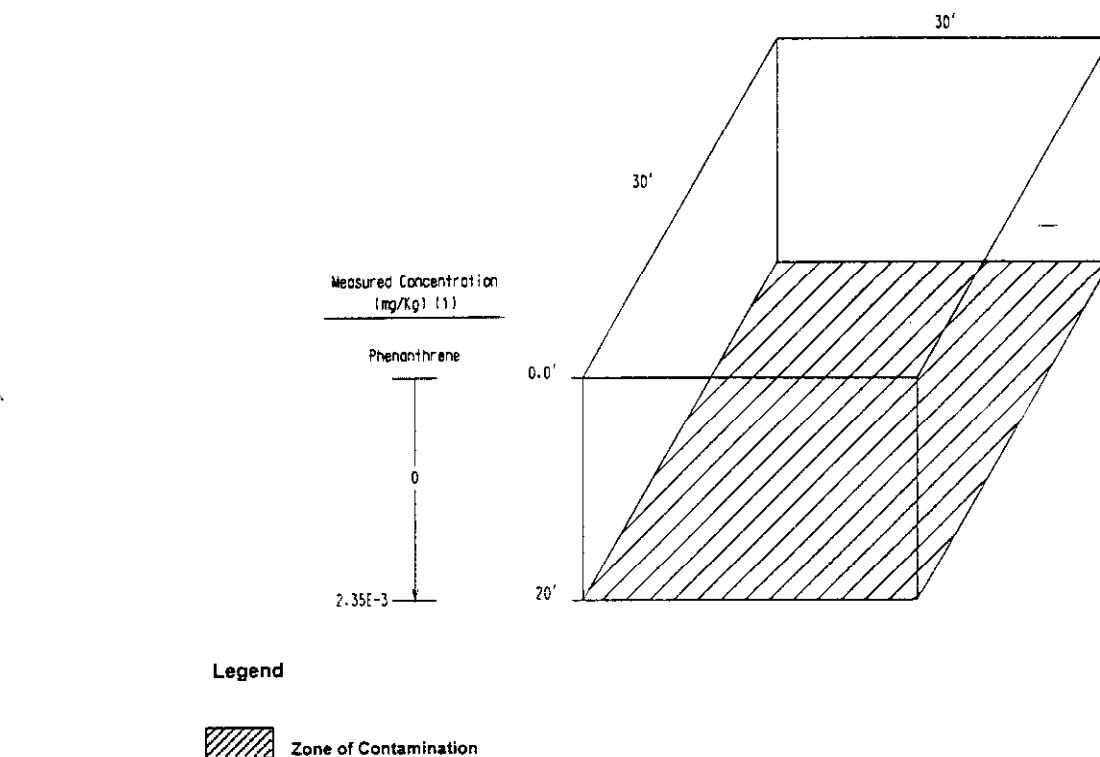 30'
30'
Measured Concentration
(mg/Kg) (1)
Phenanthrene
0.0'
0
2.35E-3
20'
Legend
Zone of Contamination